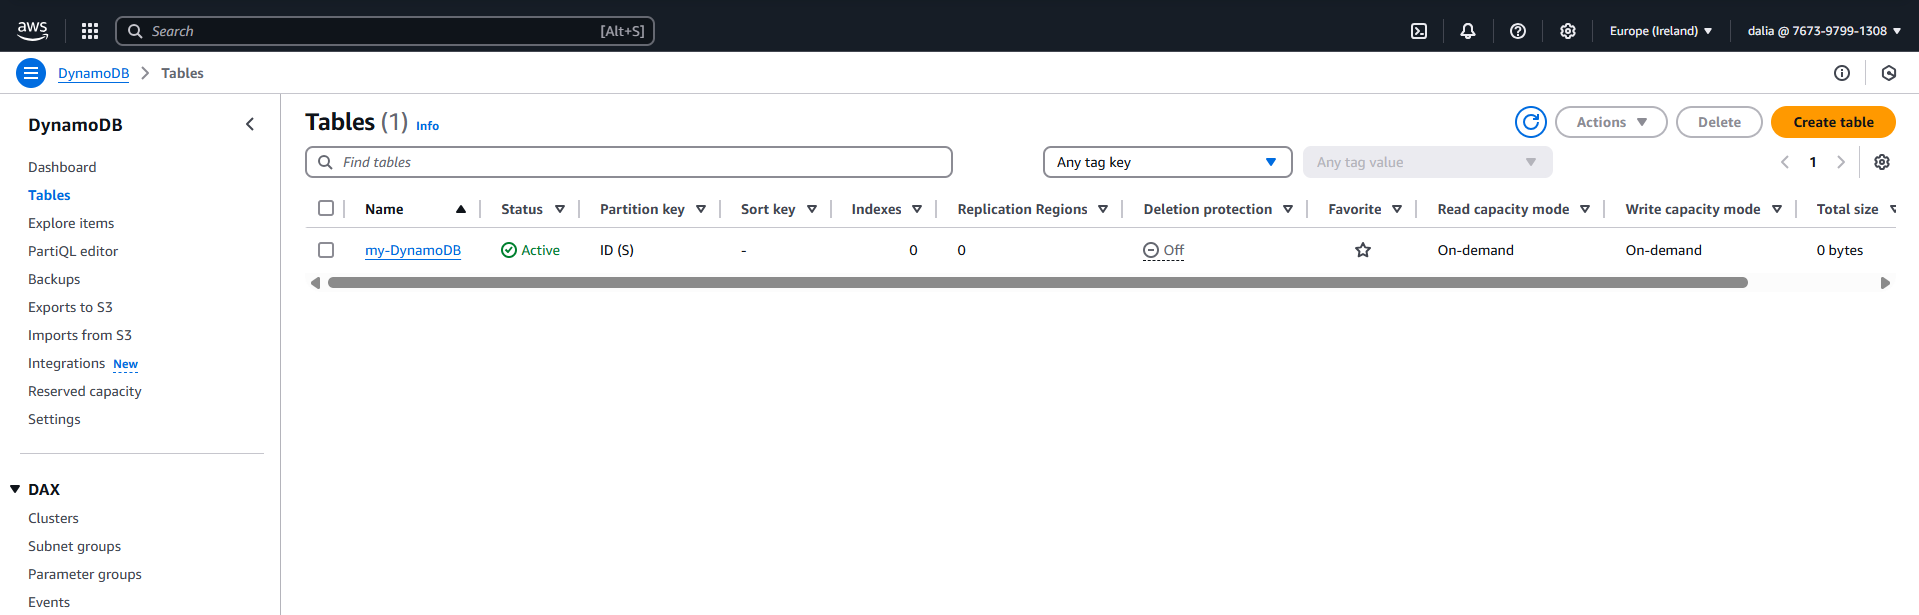 aws Search [Alt+S] Europe (Ireland) dalia @ 7673-9799-1308
DynamoDB Tables
DynamoDB
Dashboard
Tables
Explore items
PartiQL editor
Backups
Exports to S3
Imports from S3
Integrations New
Reserved capacity
Settings
DAX
Clusters
Subnet groups
Parameter groups
Events
Tables (1) Info Actions Delete Create table
Find tables Any tag key Any tag value 1
Name Status Partition key Sort key Indexes Replication Regions Deletion protection Favorite Read capacity mode Write capacity mode Total size
my-DynamoDB Active ID (S) - 0 0 Off On-demand On-demand 0 bytes